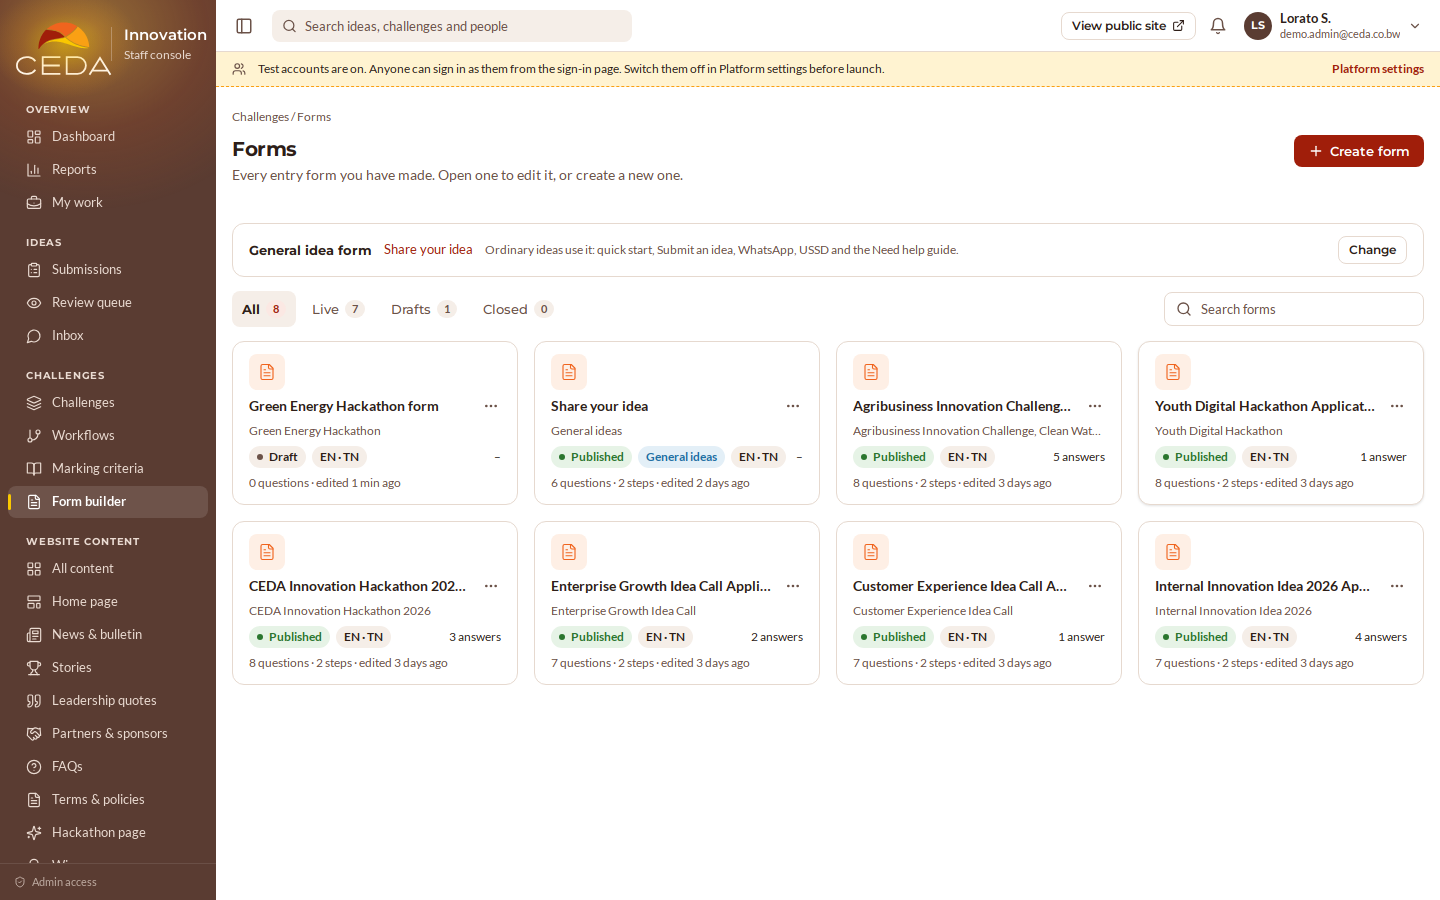 CEDA
Innovation
Staff console
Search ideas, challenges and people
View public site
LS
Lorato S.
demo.admin@ceda.co.bw
Test accounts are on. Anyone can sign in as them from the sign-in page. Switch them off in Platform settings before launch.
Platform settings
OVERVIEW
Dashboard
Reports
My work
IDEAS
Submissions
Review queue
Inbox
CHALLENGES
Challenges
Workflows
Marking criteria
Form builder
WEBSITE CONTENT
All content
Home page
News & bulletin
Stories
Leadership quotes
Partners & sponsors
FAQs
Terms & policies
Hackathon page
Admin access
Challenges / Forms
Forms
Every entry form you have made. Open one to edit it, or create a new one.
Create form
General idea form Share your idea Ordinary ideas use it: quick start, Submit an idea, WhatsApp, USSD and the Need help guide.
Change
All 8 Live 7 Drafts 1 Closed 0
Search forms
Green Energy Hackathon form
Green Energy Hackathon
Draft EN · TN –
0 questions · edited 1 min ago
Share your idea
General ideas
Published General ideas EN · TN –
6 questions · 2 steps · edited 2 days ago
Agribusiness Innovation Challeng...
Agribusiness Innovation Challenge, Clean Wat...
Published EN · TN 5 answers
8 questions · 2 steps · edited 3 days ago
Youth Digital Hackathon Applicat...
Youth Digital Hackathon
Published EN · TN 1 answer
8 questions · 2 steps · edited 3 days ago
CEDA Innovation Hackathon 202...
CEDA Innovation Hackathon 2026
Published EN · TN 3 answers
8 questions · 2 steps · edited 3 days ago
Enterprise Growth Idea Call Appli...
Enterprise Growth Idea Call
Published EN · TN 2 answers
7 questions · 2 steps · edited 3 days ago
Customer Experience Idea Call A...
Customer Experience Idea Call
Published EN · TN 1 answer
7 questions · 2 steps · edited 3 days ago
Internal Innovation Idea 2026 Ap...
Internal Innovation Idea 2026
Published EN · TN 4 answers
7 questions · 2 steps · edited 3 days ago